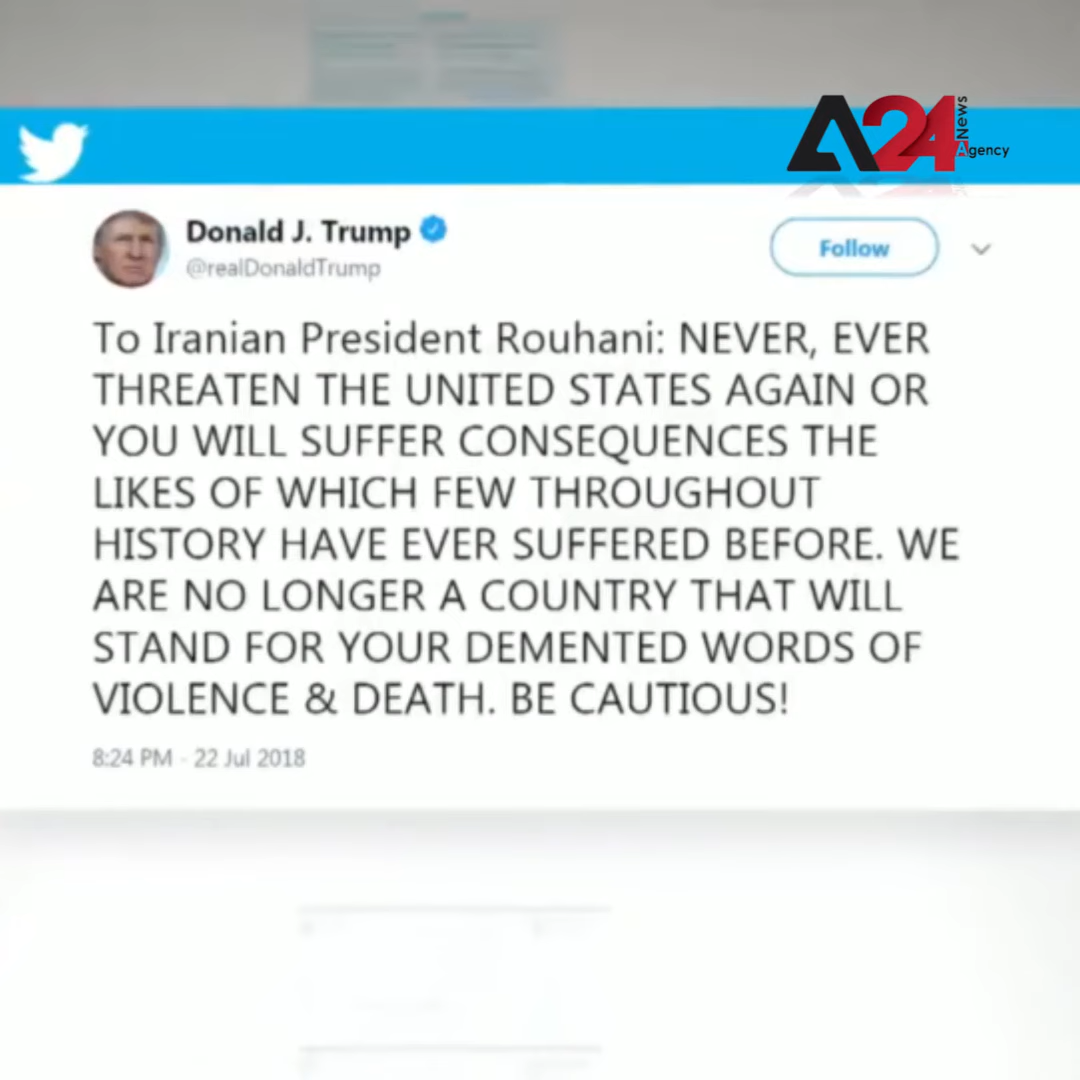 A24 News Agency
Donald J. Trump
@realDonaldTrump
Follow
To Iranian President Rouhani: NEVER, EVER
THREATEN THE UNITED STATES AGAIN OR
YOU WILL SUFFER CONSEQUENCES THE
LIKES OF WHICH FEW THROUGHOUT
HISTORY HAVE EVER SUFFERED BEFORE. WE
ARE NO LONGER A COUNTRY THAT WILL
STAND FOR YOUR DEMENTED WORDS OF
VIOLENCE & DEATH. BE CAUTIOUS!
8:24 PM - 22 Jul 2018